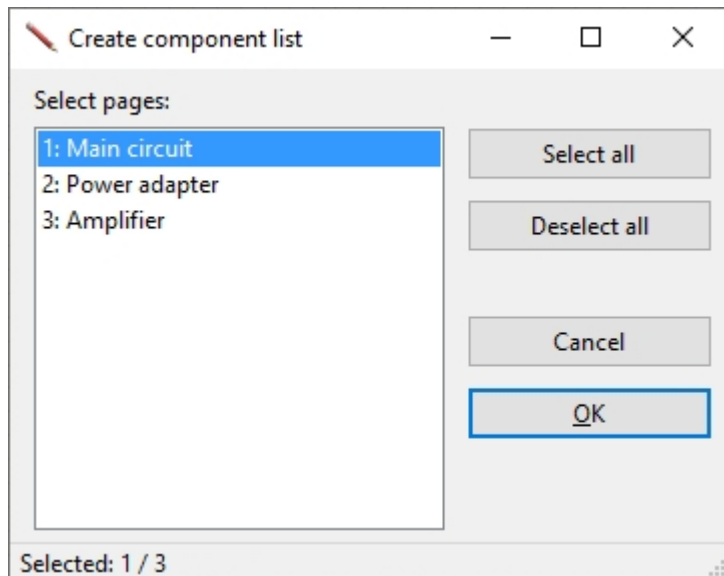 Create component list
Select pages:
1: Main circuit
2: Power adapter
3: Amplifier
Select all
Deselect all
Cancel
OK
Selected: 1 / 3